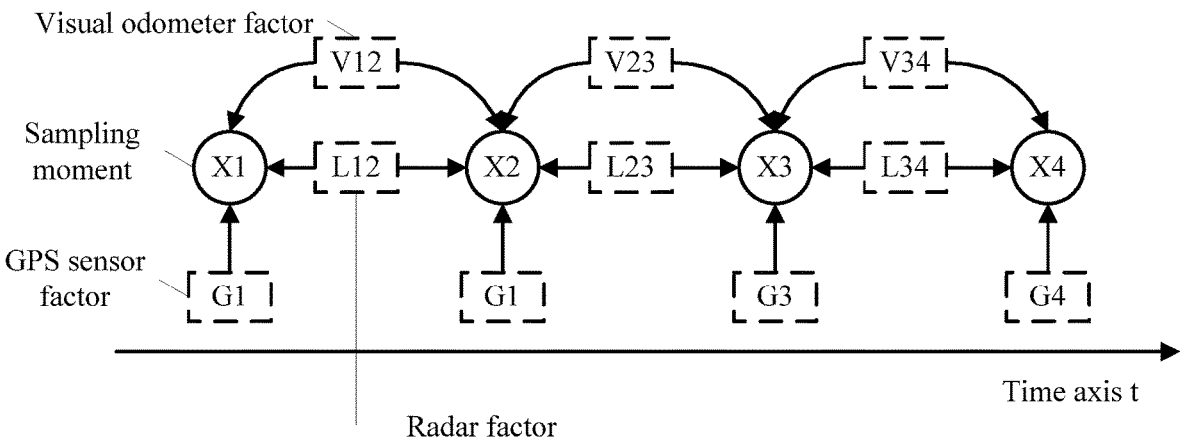 Visual odometer factor
V12 V23 V34
Sampling
moment
X1 L12 X2 L23 X3 L34 X4
GPS sensor
factor
G1 G1 G3 G4
Time axis t
Radar factor